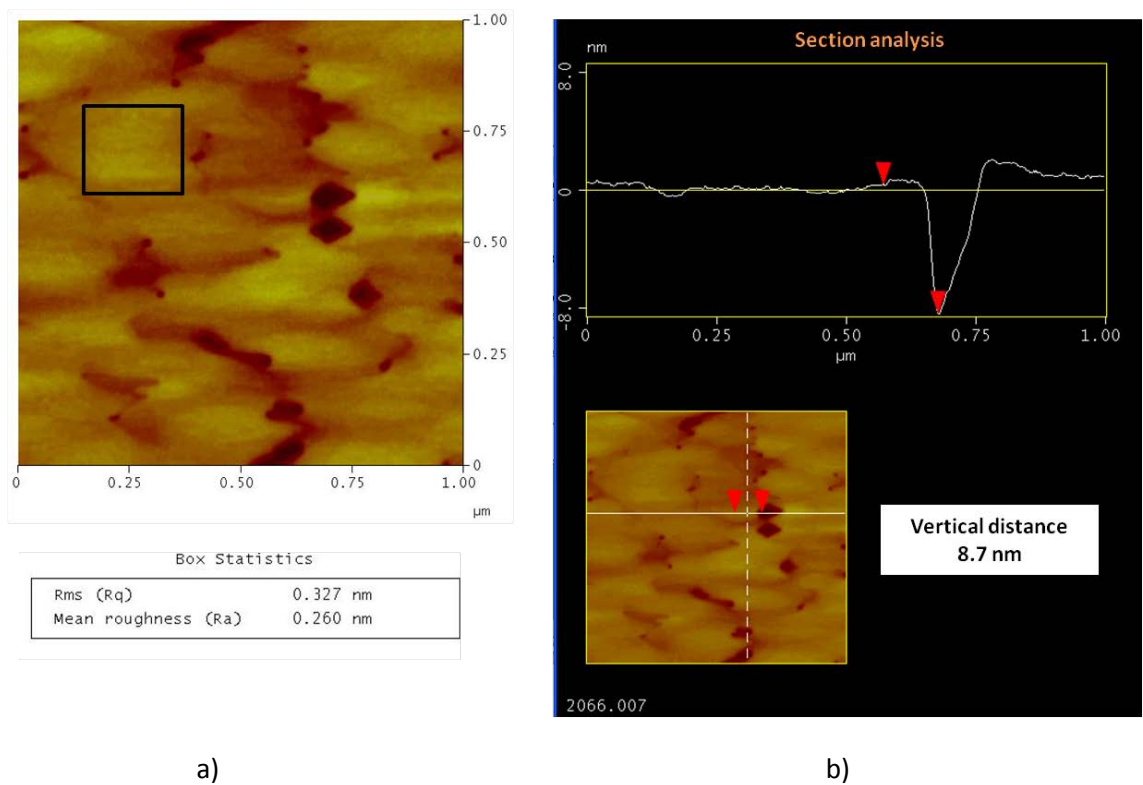 1.00
0.75
0.50
0.25
0
0 0.25 0.50 0.75 1.00
µm
Box Statistics
Rms (Rq) 0.327 nm
Mean roughness (Ra) 0.260 nm
a)
Section analysis
nm
8.0
0
-8.0
0 0.25 0.50 0.75 1.00
µm
Vertical distance
8.7 nm
2066.007
b)